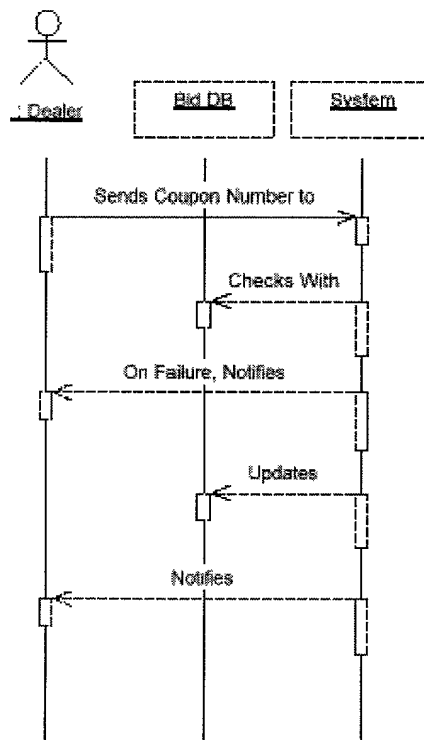 : Dealer
Bid DB
System
Sends Coupon Number to
Checks With
On Failure, Notifies
Updates
Notifies